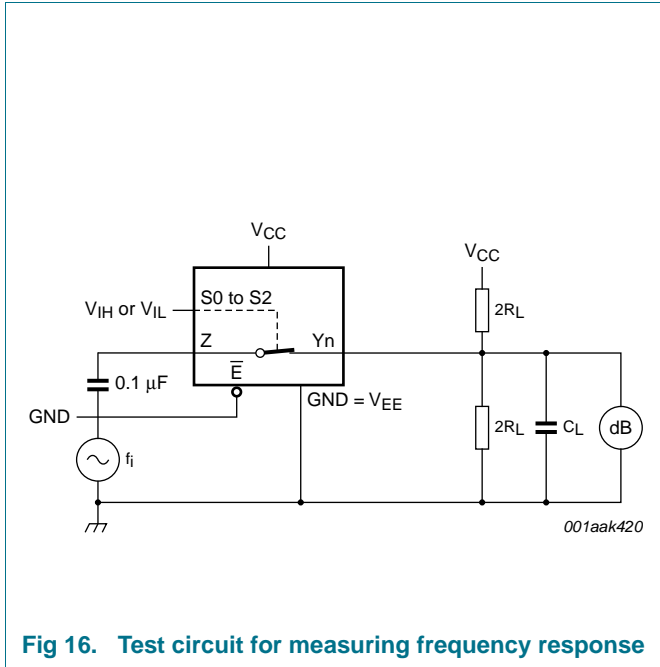 VCC
VCC
S0 to S2
2RL
VIH or VIL
Z
Yn
E̅
0.1 μF
GND = VEE
GND
2RL
CL
dB
fi
001aak420
Fig 16. Test circuit for measuring frequency response